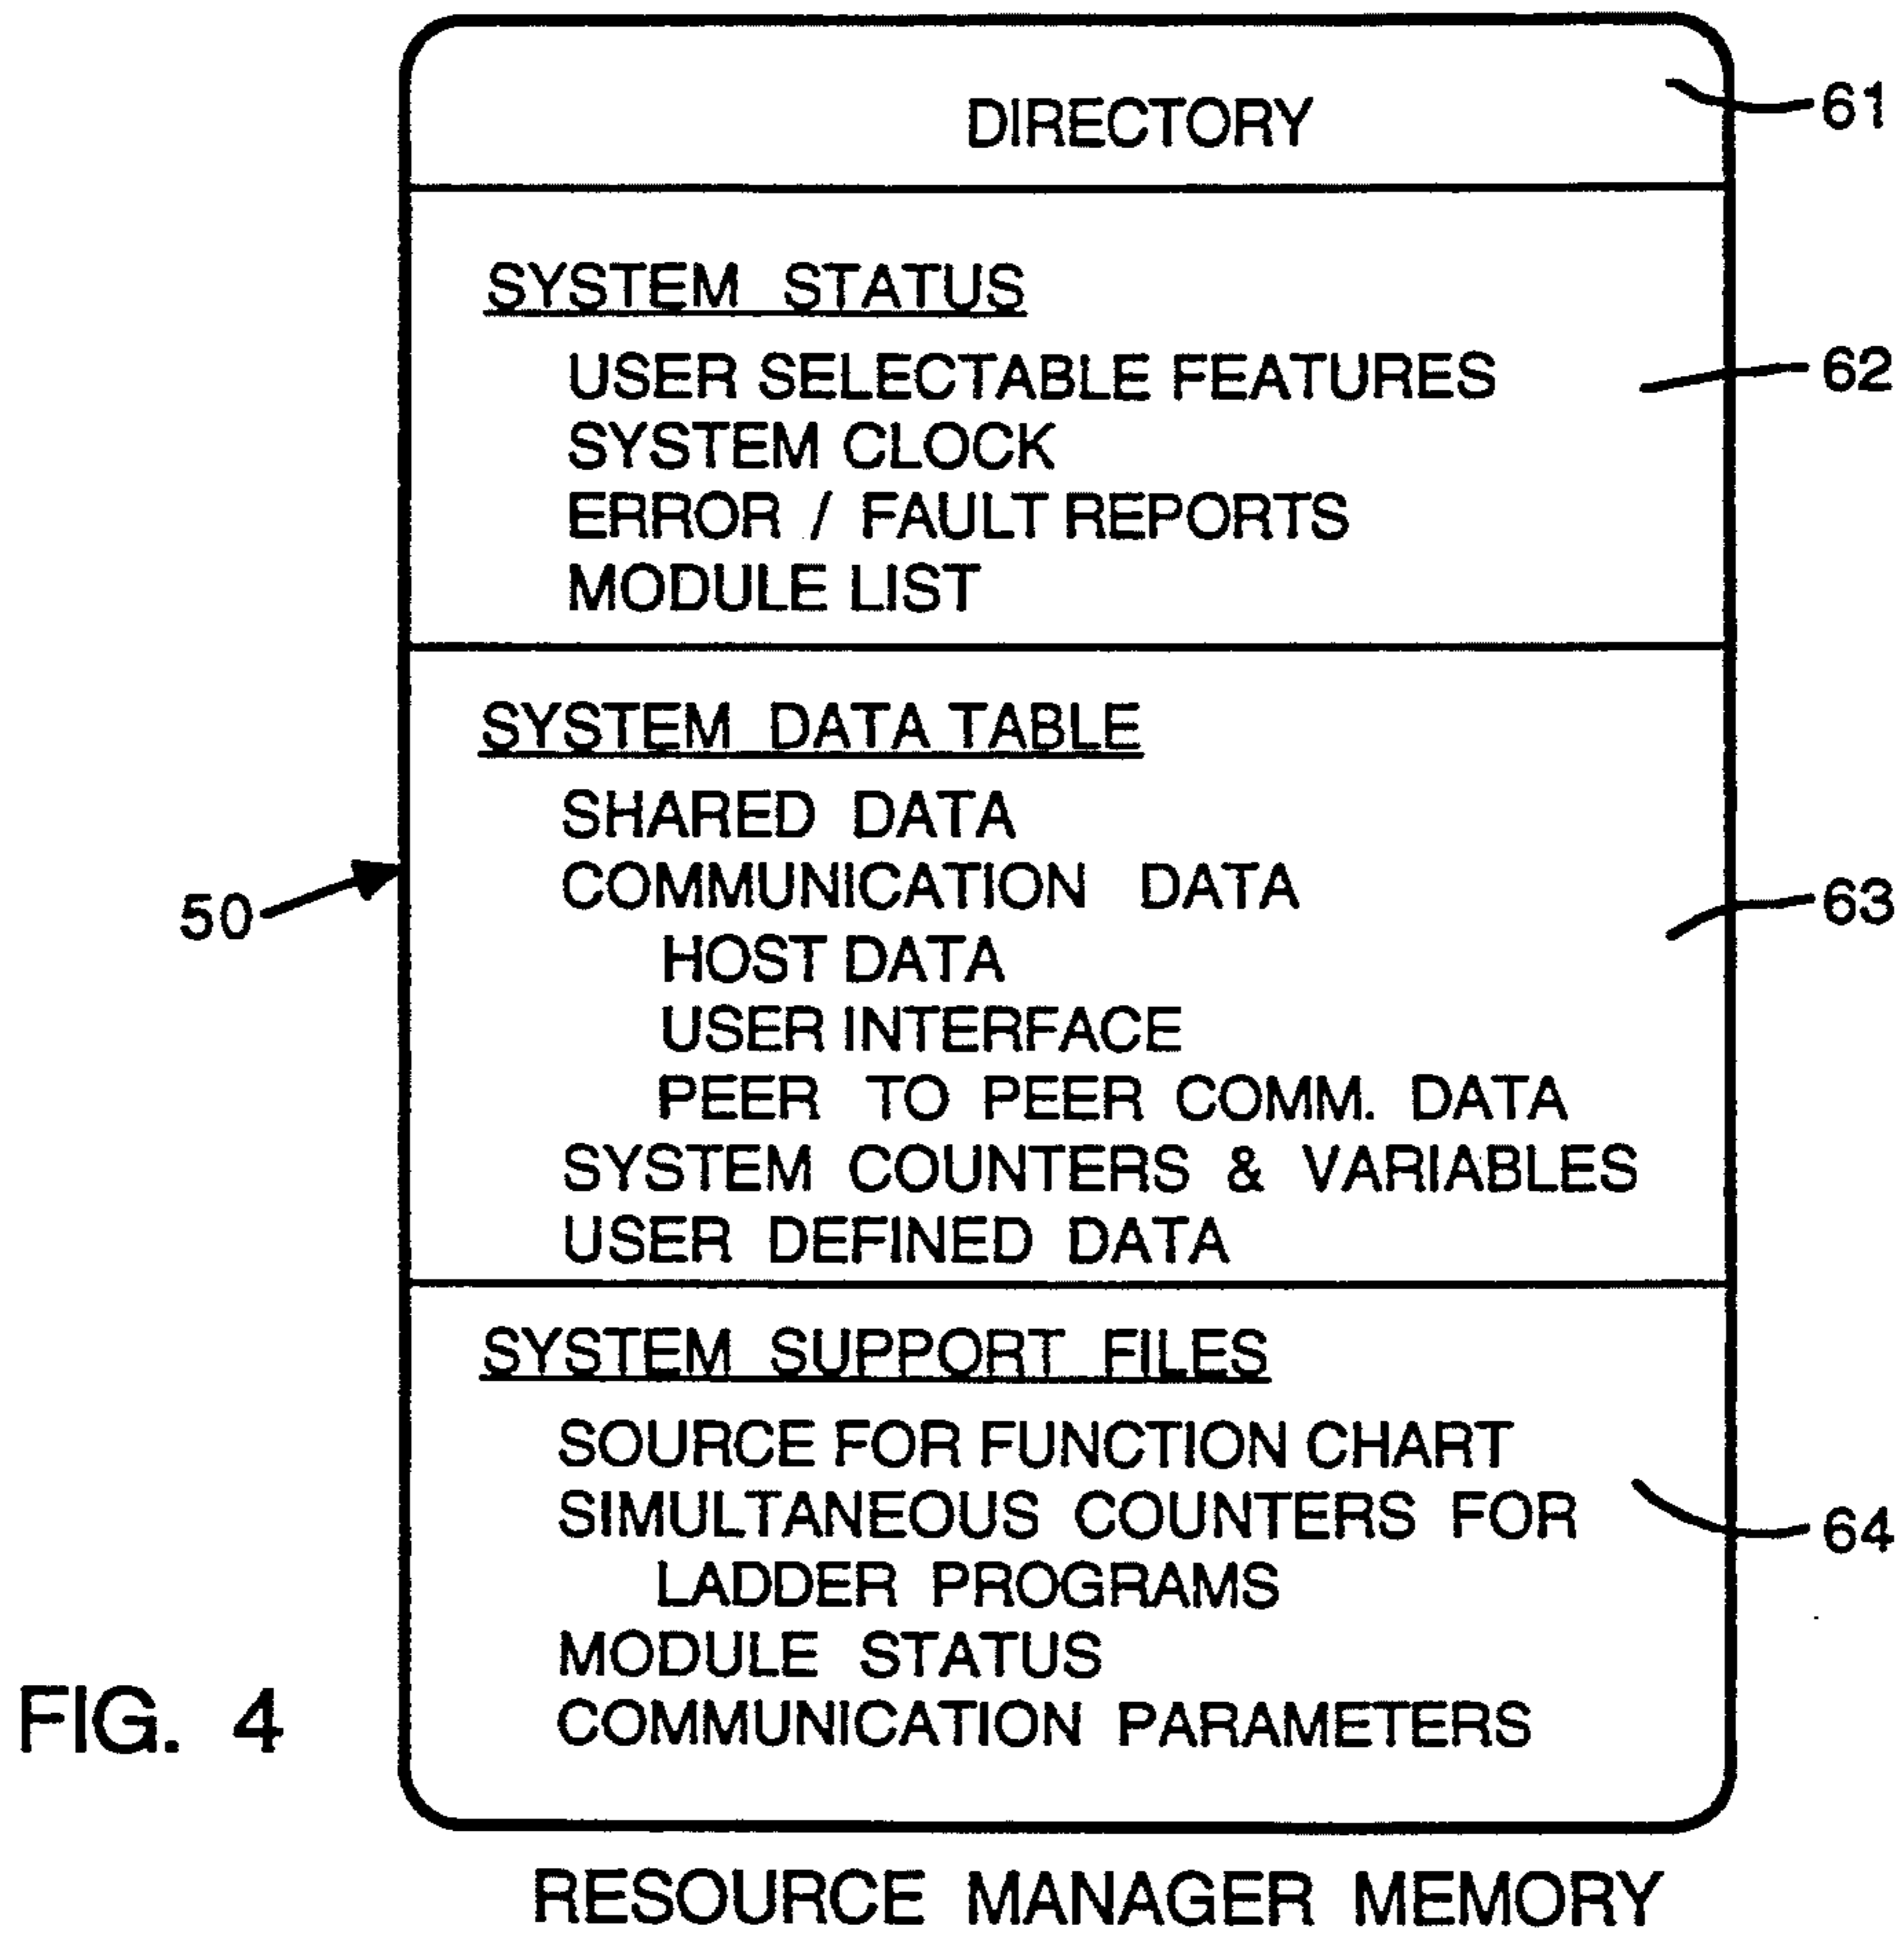 DIRECTORY
61
SYSTEM STATUS
USER SELECTABLE FEATURES
62
SYSTEM CLOCK
ERROR / FAULT REPORTS
MODULE LIST
SYSTEM DATA TABLE
SHARED DATA
COMMUNICATION DATA
50
63
HOST DATA
USER INTERFACE
PEER TO PEER COMM. DATA
SYSTEM COUNTERS & VARIABLES
USER DEFINED DATA
SYSTEM SUPPORT FILES
SOURCE FOR FUNCTION CHART
SIMULTANEOUS COUNTERS FOR
64
LADDER PROGRAMS
MODULE STATUS
COMMUNICATION PARAMETERS
FIG. 4
RESOURCE MANAGER MEMORY